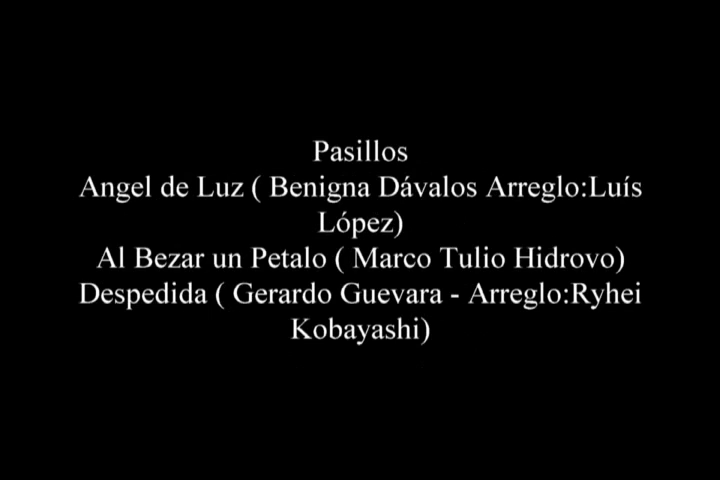 Pasillos
Angel de Luz ( Benigna Dávalos Arreglo:Luís
López)
Al Bezar un Petalo ( Marco Tulio Hidrovo)
Despedida ( Gerardo Guevara - Arreglo:Ryhei
Kobayashi)